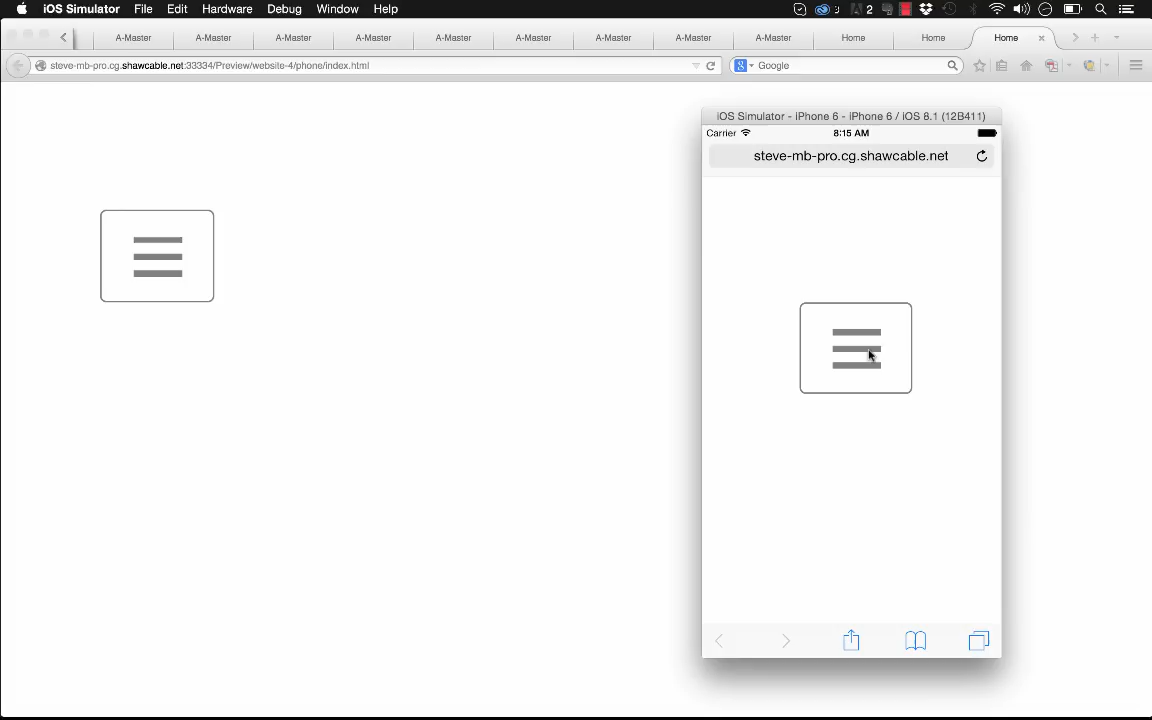 iOS Simulator File Edit Hardware Debug Window Help 2
A-Master A-Master A-Master A-Master A-Master A-Master A-Master A-Master A-Master Home Home Home
steve-mb-pro.cg.shawcable.net:33334/Preview/website-4/phone/index.html Google
iOS Simulator - iPhone 6 - iPhone 6 / iOS 8.1 (12B411)
Carrier 8:15 AM
steve-mb-pro.cg.shawcable.net